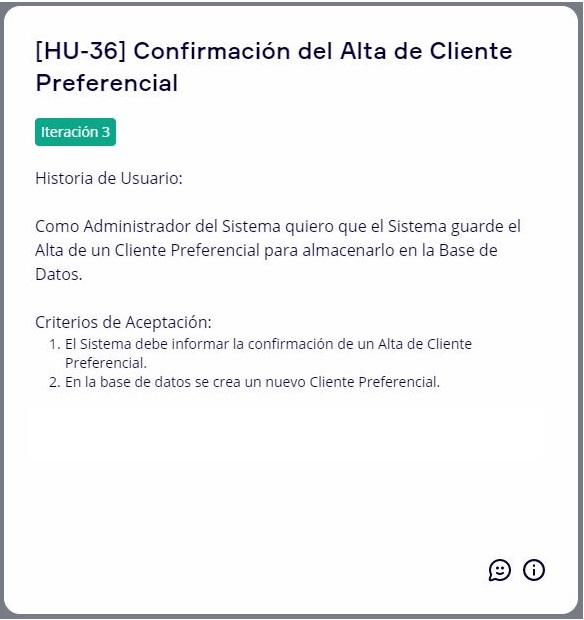 [HU-36] Confirmación del Alta de Cliente
Preferencial
Iteración 3
Historia de Usuario:
Como Administrador del Sistema quiero que el Sistema guarde el
Alta de un Cliente Preferencial para almacenarlo en la Base de
Datos.
Criterios de Aceptación:
1. El Sistema debe informar la confirmación de un Alta de Cliente
Preferencial.
2. En la base de datos se crea un nuevo Cliente Preferencial.